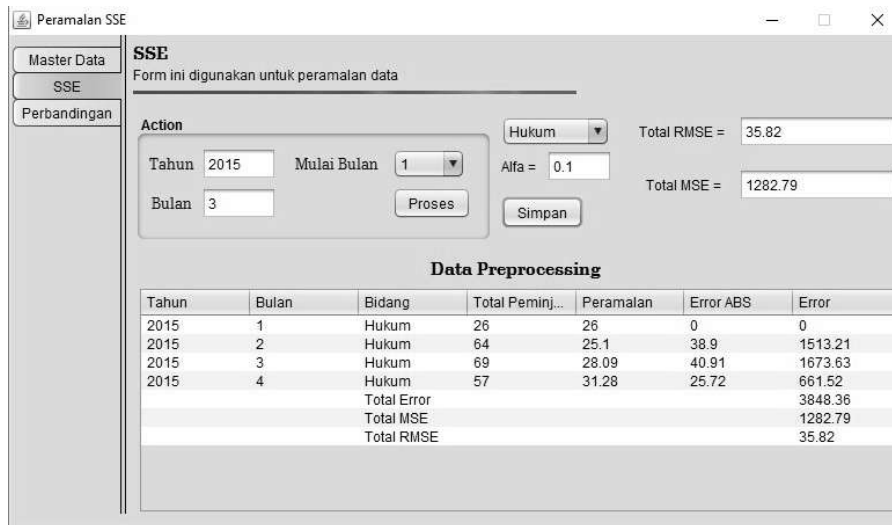 Peramalan SSE
Master Data
SSE
Perbandingan
SSE
Form ini digunakan untuk peramalan data
Action
Tahun 2015 Mulai Bulan 1
Bulan 3 Proses
Hukum
Alfa = 0.1
Simpan
Total RMSE = 35.82
Total MSE = 1282.79
Data Preprocessing
Tahun Bulan Bidang Total Peminj... Peramalan Error ABS Error
2015 1 Hukum 26 26 0 0
2015 2 Hukum 64 25.1 38.9 1513.21
2015 3 Hukum 69 28.09 40.91 1673.63
2015 4 Hukum 57 31.28 25.72 661.52
Total Error 3848.36
Total MSE 1282.79
Total RMSE 35.82